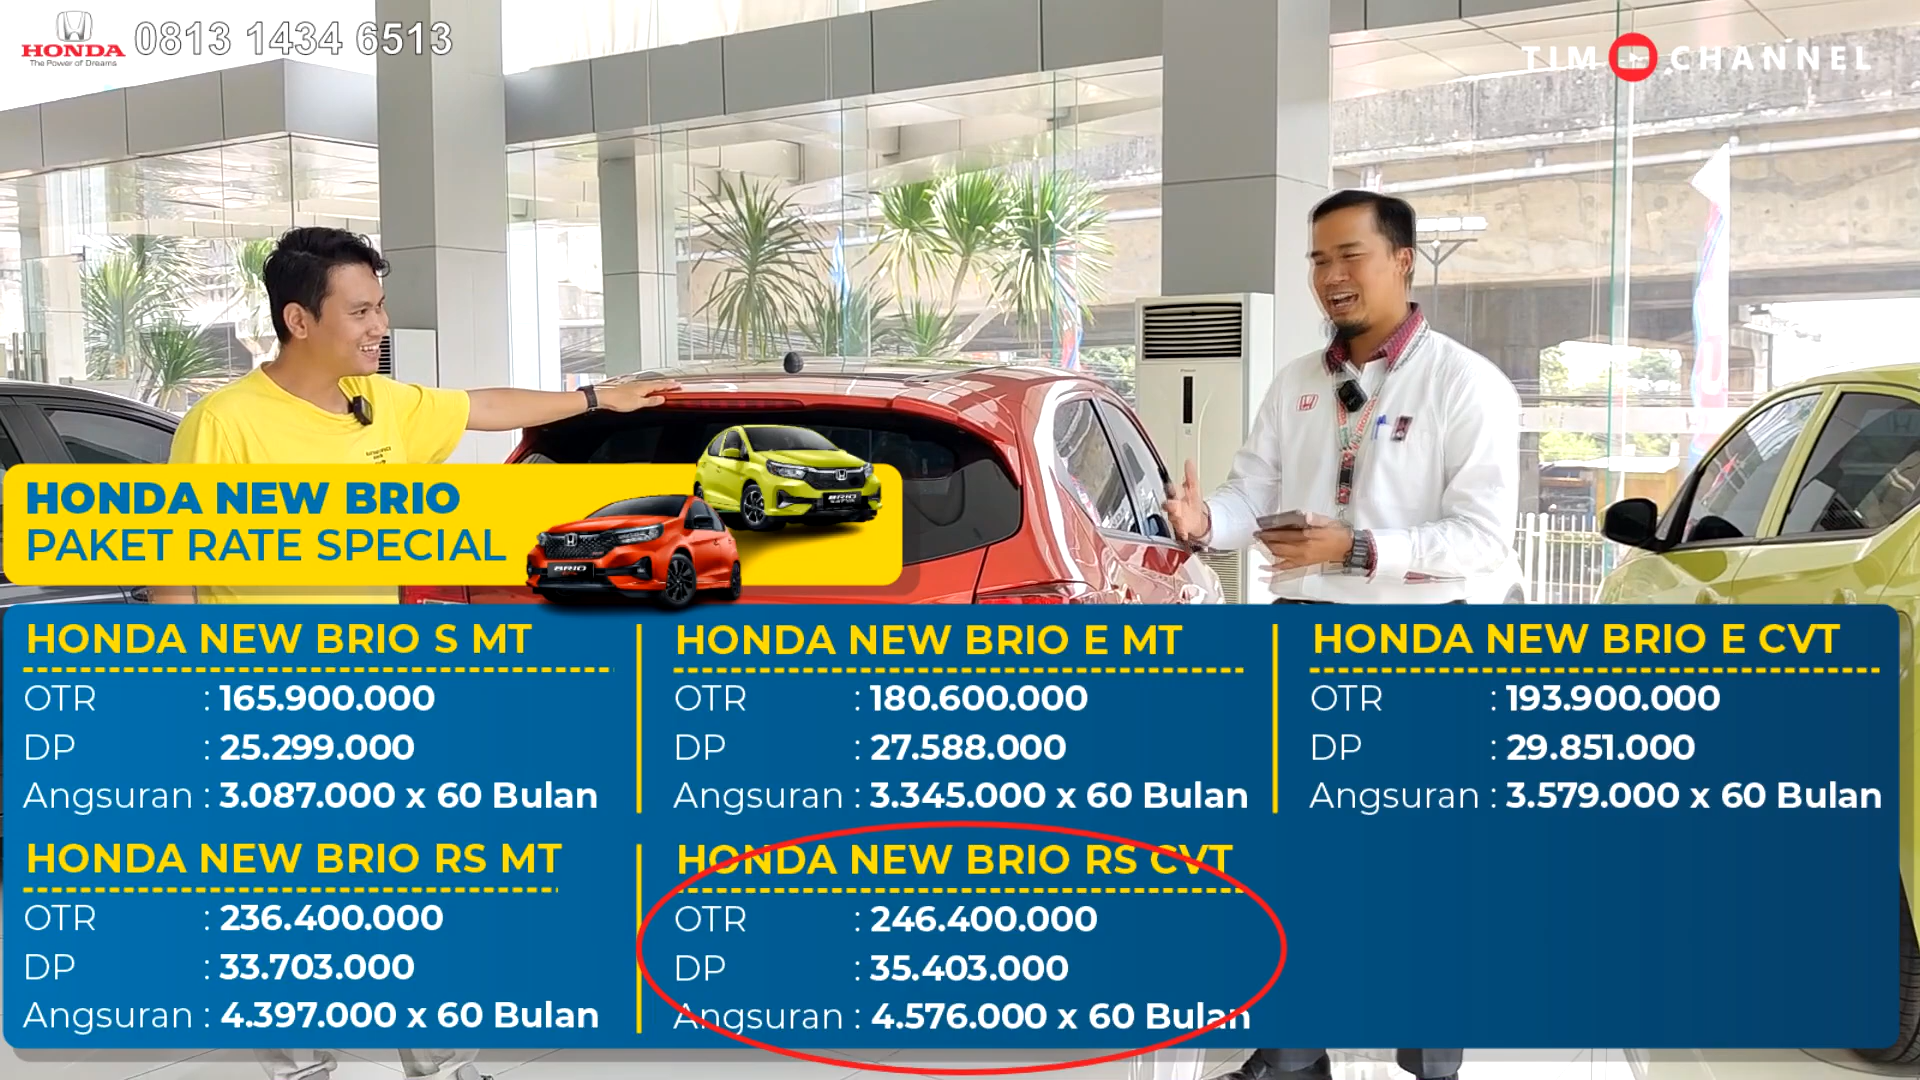 HONDA
The Power of Dreams
0813 1434 6513
TIM CHANNEL
HONDA NEW BRIO
PAKET RATE SPECIAL
BRIO
BRIO
HONDA NEW BRIO S MT
OTR : 165.900.000
DP : 25.299.000
Angsuran : 3.087.000 x 60 Bulan
HONDA NEW BRIO E MT
OTR : 180.600.000
DP : 27.588.000
Angsuran : 3.345.000 x 60 Bulan
HONDA NEW BRIO E CVT
OTR : 193.900.000
DP : 29.851.000
Angsuran : 3.579.000 x 60 Bulan
HONDA NEW BRIO RS MT
OTR : 236.400.000
DP : 33.703.000
Angsuran : 4.397.000 x 60 Bulan
HONDA NEW BRIO RS CVT
OTR : 246.400.000
DP : 35.403.000
Angsuran : 4.576.000 x 60 Bulan